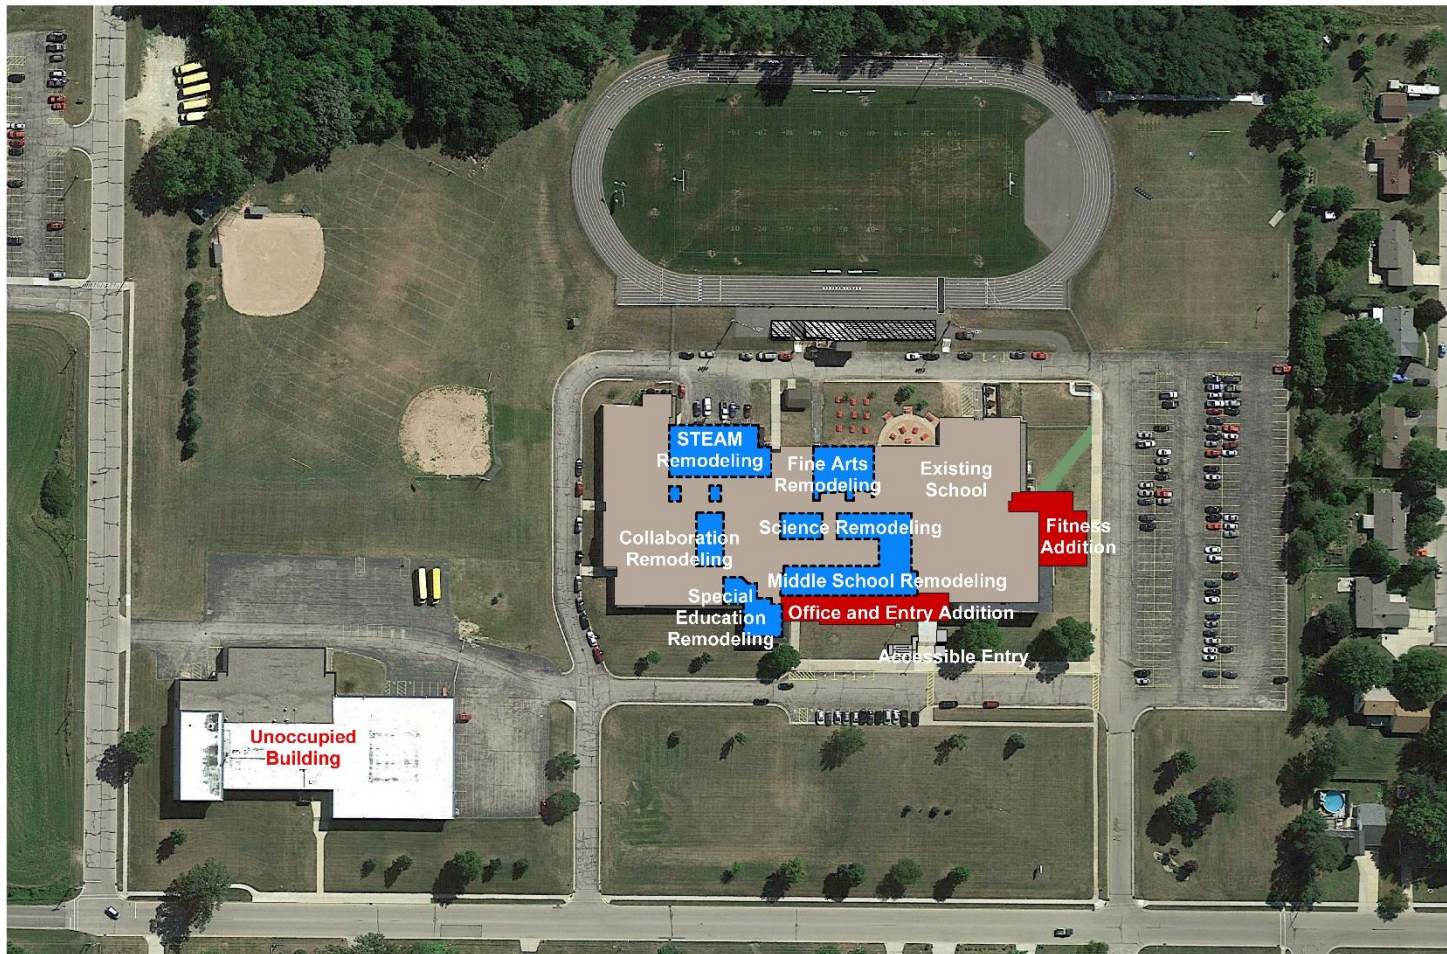 STEAM
Remodeling
Fine Arts
Remodeling
Existing
School
Fitness
Addition
Science Remodeling
Collaboration
Remodeling
Middle School Remodeling
Special
Education
Remodeling
Office and Entry Addition
Accessible Entry
Unoccupied
Building